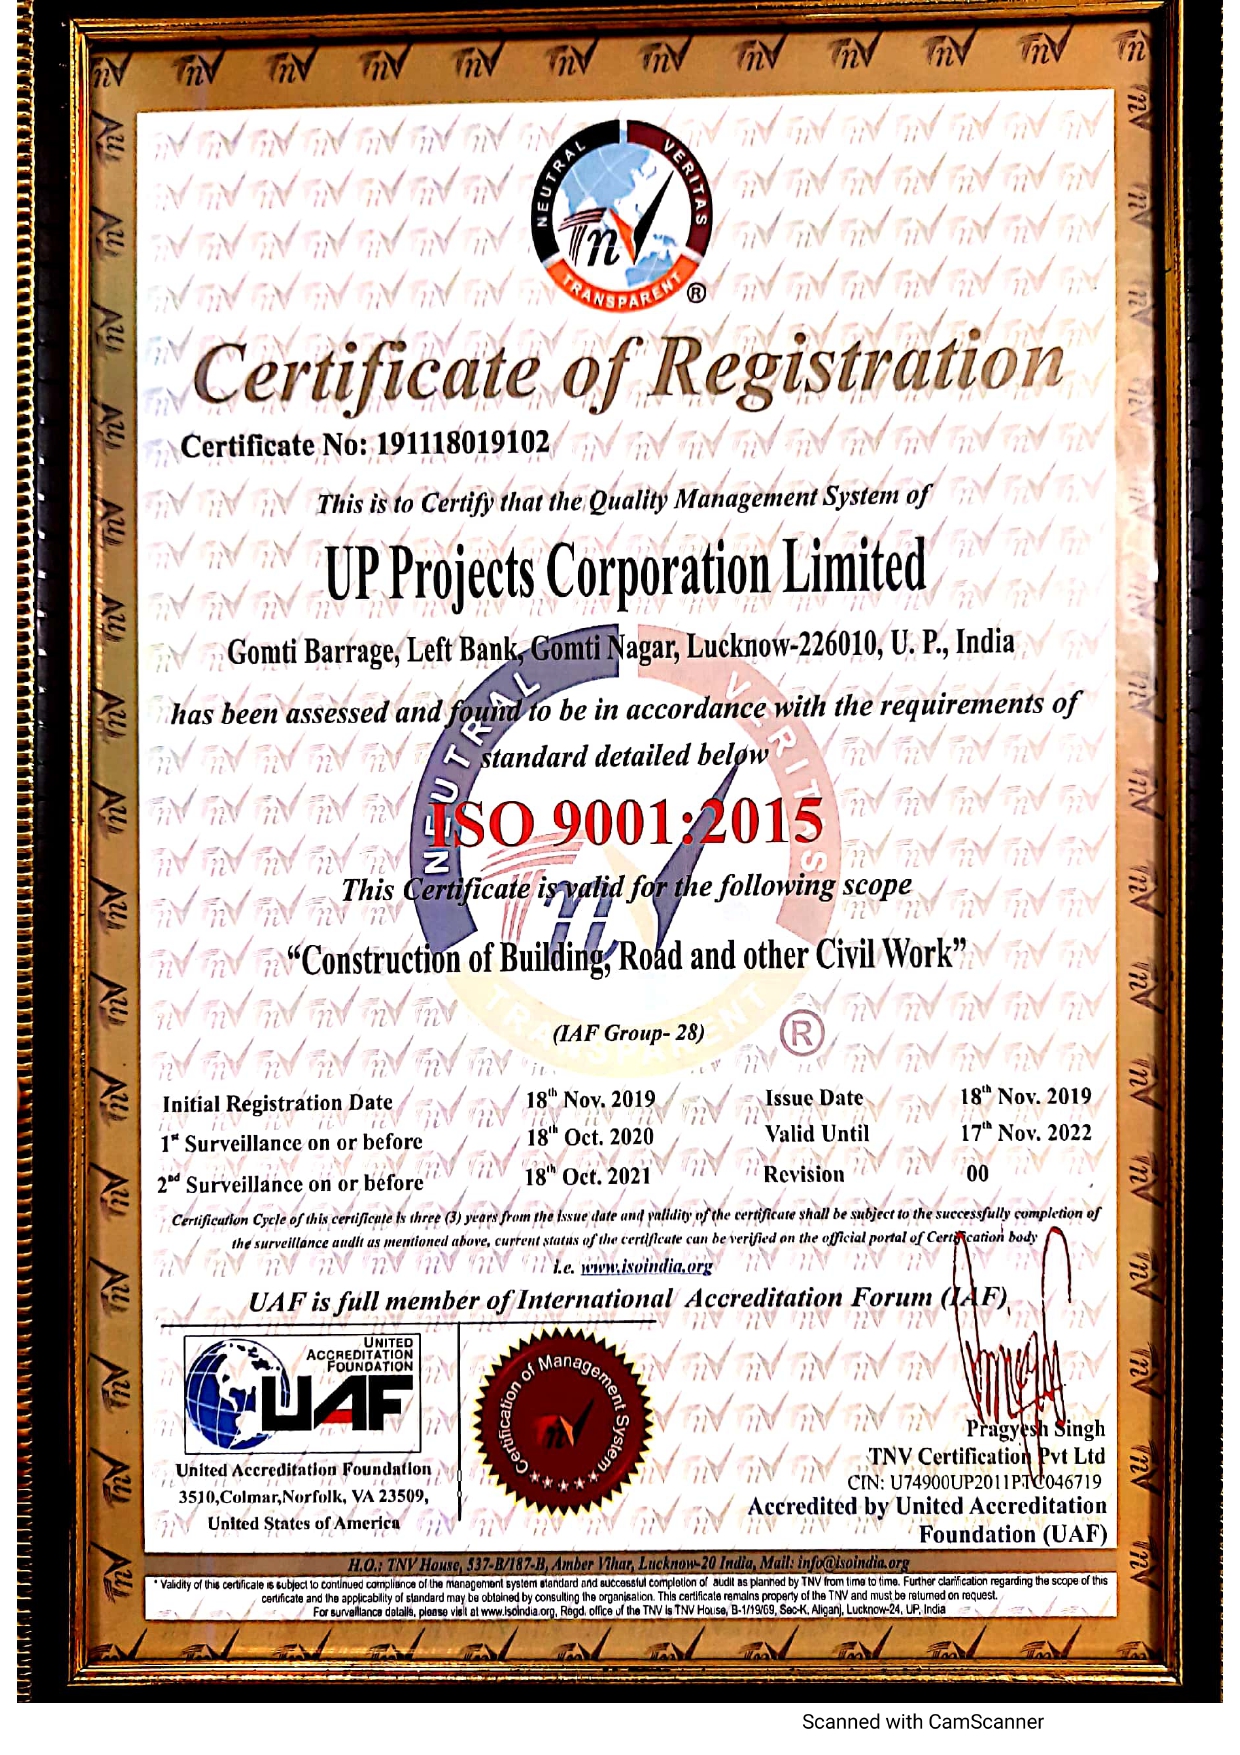 NEUTRAL VERITAS
TnV
TRANSPARENT ®
Certificate of Registration
Certificate No: 191118019102
This is to Certify that the Quality Management System of
UP Projects Corporation Limited
Gomti Barrage, Left Bank, Gomti Nagar, Lucknow-226010, U. P., India
has been assessed and found to be in accordance with the requirements of
standard detailed below
ISO 9001:2015
This Certificate is valid for the following scope
“Construction of Building, Road and other Civil Work”
(IAF Group- 28)
Initial Registration Date 18th Nov. 2019 Issue Date 18th Nov. 2019
1st Surveillance on or before 18th Oct. 2020 Valid Until 17th Nov. 2022
2nd Surveillance on or before 18th Oct. 2021 Revision 00
Certification Cycle of this certificate is three (3) years from the issue date and validity of the certificate shall be subject to the successfully completion of
the surveillance audit as mentioned above, current status of the certificate can be verified on the official portal of Certification body
i.e. www.isoindia.org
UAF is full member of International Accreditation Forum (IAF)
UNITED
ACCREDITATION
FOUNDATION
UAF
United Accreditation Foundation
3510,Colmar,Norfolk, VA 23509,
United States of America
Certification of Management System
Pragyesh Singh
TNV Certification Pvt Ltd
CIN: U74900UP2011PTC046719
Accredited by United Accreditation
Foundation (UAF)
H.O.: TNV House, 537-B/187-B, Amber Vihar, Lucknow-20 India, Mail: info@isoindia.org
* Validity of this certificate is subject to continued compliance of the management system standard and successful completion of audit as planned by TNV from time to time. Further clarification regarding the scope of this
certificate and the applicability of standard may be obtained by consulting the organisation. This certificate remains property of the TNV and must be returned on request.
For surveillance details, please visit at www.isoindia.org, Regd. office of the TNV is TNV House, B-1/19/69, Sec-K, Aliganj, Lucknow-24, UP, India
Scanned with CamScanner